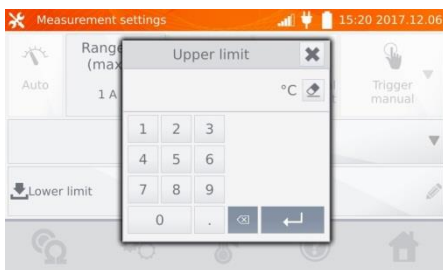 Measurement settings
15:20 2017.12.06
Upper limit
Range
(max
1 A
Auto
Trigger
manual
°C
1 2 3
4 5 6
7 8 9
0 .
Lower limit